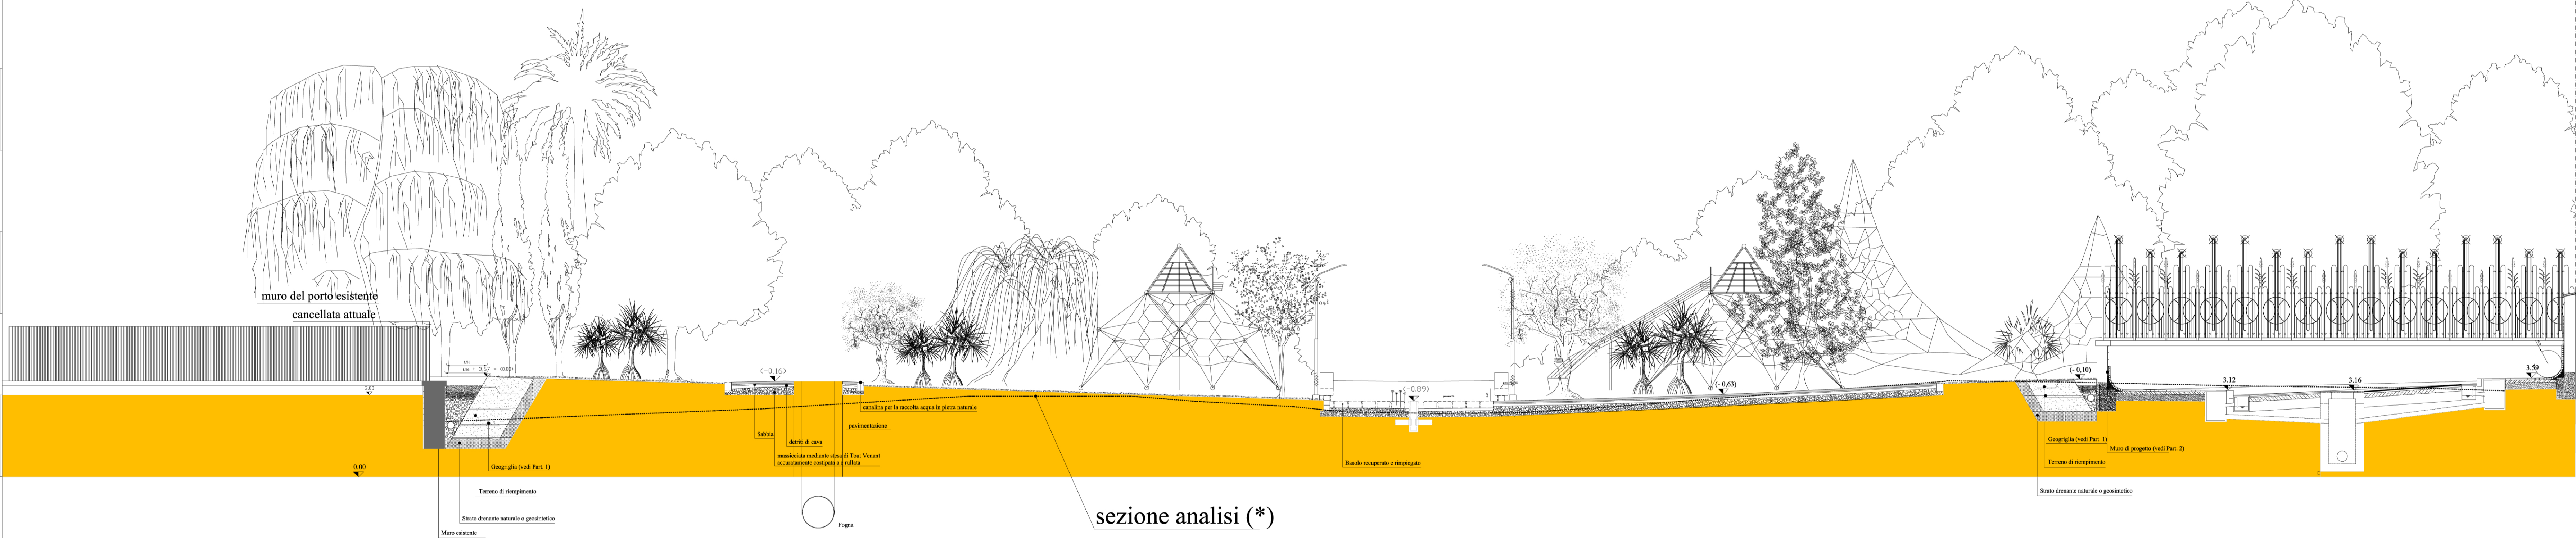 muro del porto esistente
cancellata attuale
3.00
0.00
Geogriglia (vedi Part. 1)
Terreno di riempimento
Strato drenante naturale o geosintetico
Muro esistente
(-0,16)
Sabbia
detriti di cava
massicciata mediante stesa di Tout Venant
accuratamente costipata a e rullata
canalina per la raccolta acqua in pietra naturale
pavimentazione
Fogna
sezione analisi (*)
(-0.89)
Basolo recuperato e rimpiegato
(- 0,63)
(- 0,10)
Geogriglia (vedi Part. 1)
Terreno di riempimento
Strato drenante naturale o geosintetico
Muro di progetto (vedi Part. 2)
3.12
3.16
3.59